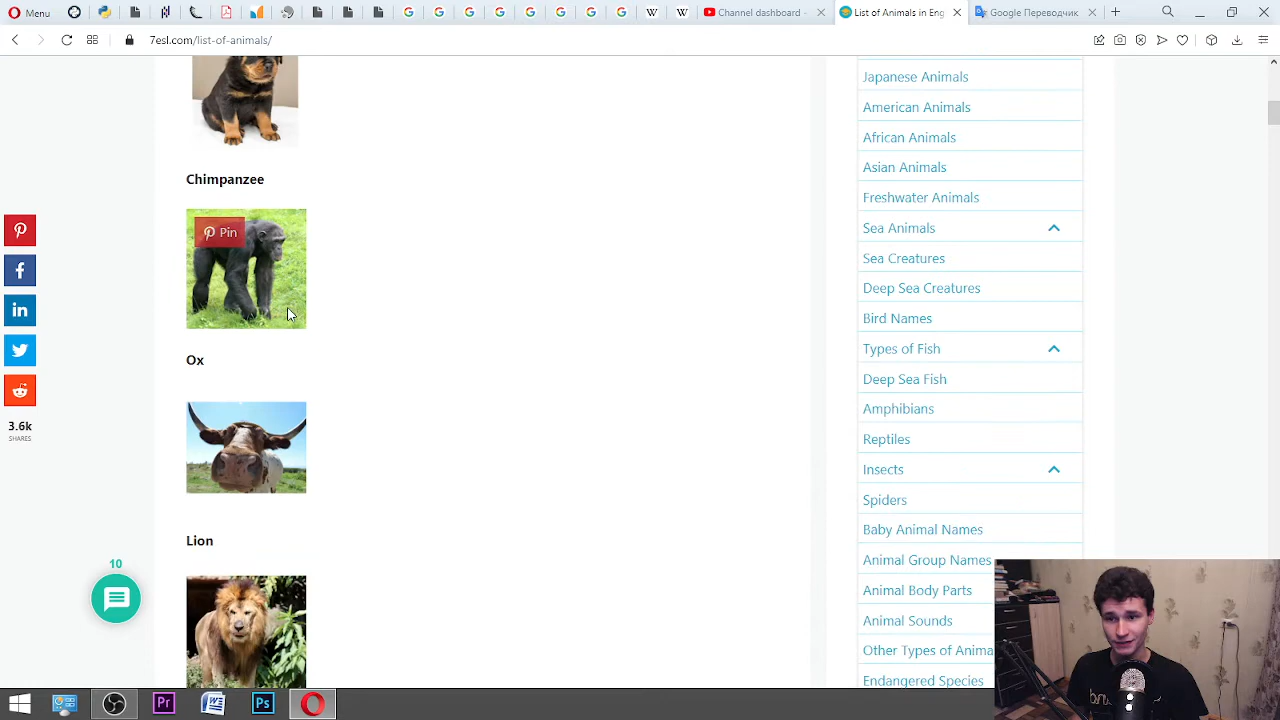 Menu
Channel dashboard -
List of Animals in Eng
Google Переводчик
7esl.com/list-of-animals/
Chimpanzee
Pin
Ox
Lion
3.6k
SHARES
10
Japanese Animals
American Animals
African Animals
Asian Animals
Freshwater Animals
Sea Animals
Sea Creatures
Deep Sea Creatures
Bird Names
Types of Fish
Deep Sea Fish
Amphibians
Reptiles
Insects
Spiders
Baby Animal Names
Animal Group Names
Animal Body Parts
Animal Sounds
Other Types of Anima
Endangered Species
Pr
W
Ps